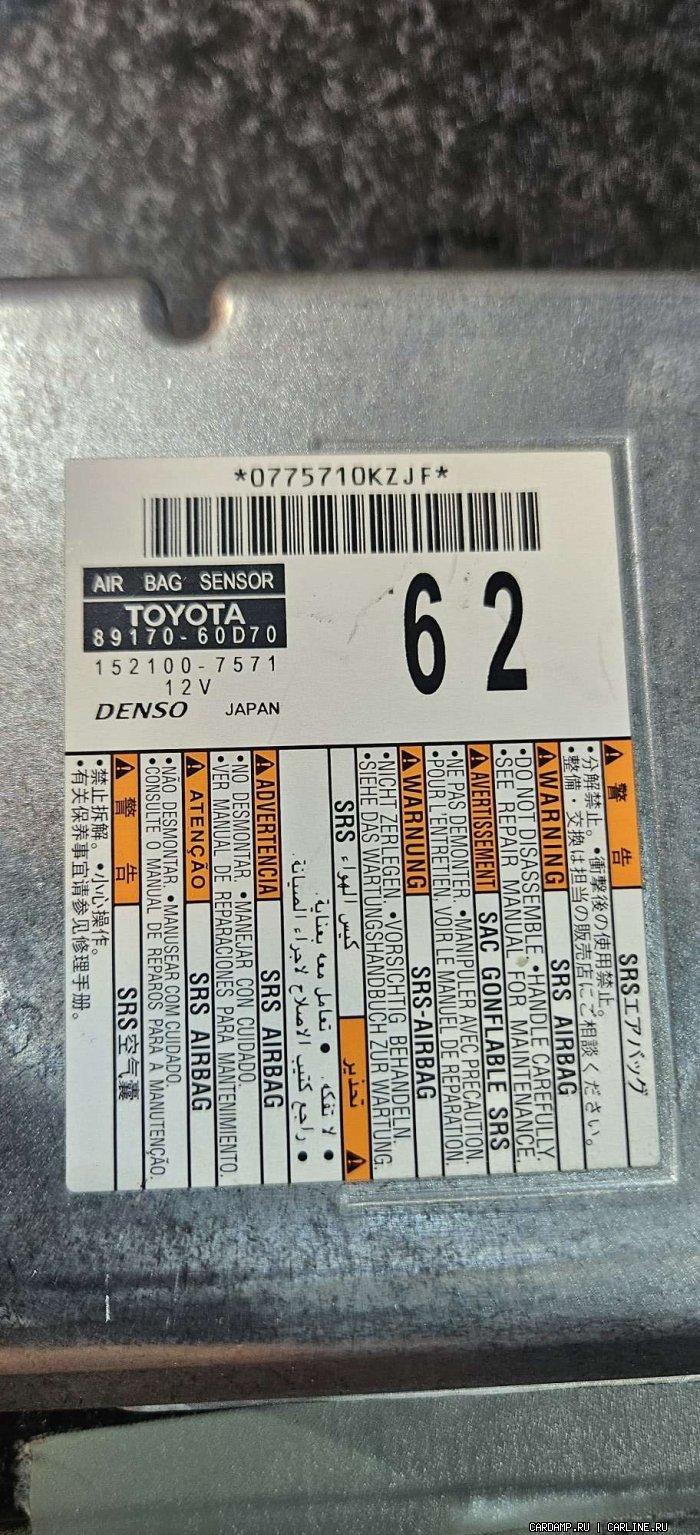 *0775710KZJF*
AIR BAG SENSOR
TOYOTA
89170-60D70
152100-7571
12V
DENSO JAPAN
62
警告 SRSエアバッグ
•分解禁止。•衝撃後の使用禁止。
•整備・交換は担当の販売店にご相談ください。
WARNING SRS AIRBAG
•DO NOT DISASSEMBLE. •HANDLE CAREFULLY.
•SEE REPAIR MANUAL FOR MAINTENANCE.
AVERTISSEMENT SAC GONFLABLE SRS
•NE PAS DEMONTER. •MANIPULER AVEC PRECAUTION.
•POUR L'ENTRETIEN, VOIR LE MANUEL DE REPARATION.
WARNUNG SRS-AIRBAG
•NICHT ZERLEGEN. •VORSICHTIG BEHANDELN.
•SIEHE DAS WARTUNGSHANDBUCH ZUR WARTUNG.
تحذير كيس الهواء SRS
• لا تفكه. • تعامل معه بعناية.
• راجع كتيب الاصلاح لاجراء الصيانة.
ADVERTENCIA SRS AIRBAG
•NO DESMONTAR. •MANEJAR CON CUIDADO.
•VER MANUAL DE REPARACIONES PARA MANTENIMIENTO.
ATENÇÃO SRS AIRBAG
•NÃO DESMONTAR. •MANUSEAR COM CUIDADO.
•CONSULTE O MANUAL DE REPAROS PARA A MANUTENÇÃO.
警告 SRS空气囊
•禁止拆解。•小心操作。
•有关保养事宜请参见修理手册。
CARDAMP.RU | CARLINE.RU